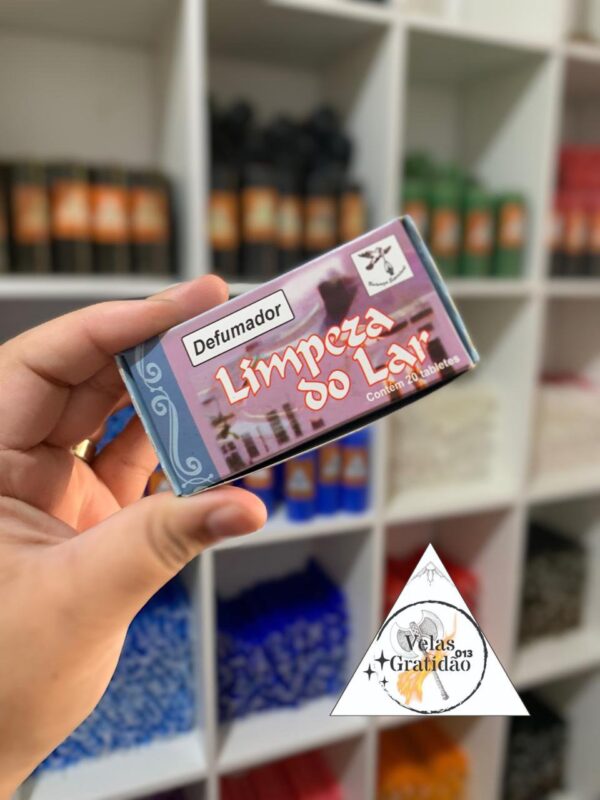 Defumador
Limpeza
do Lar
Contém 20 tabletes
Velas
013
Gratidão